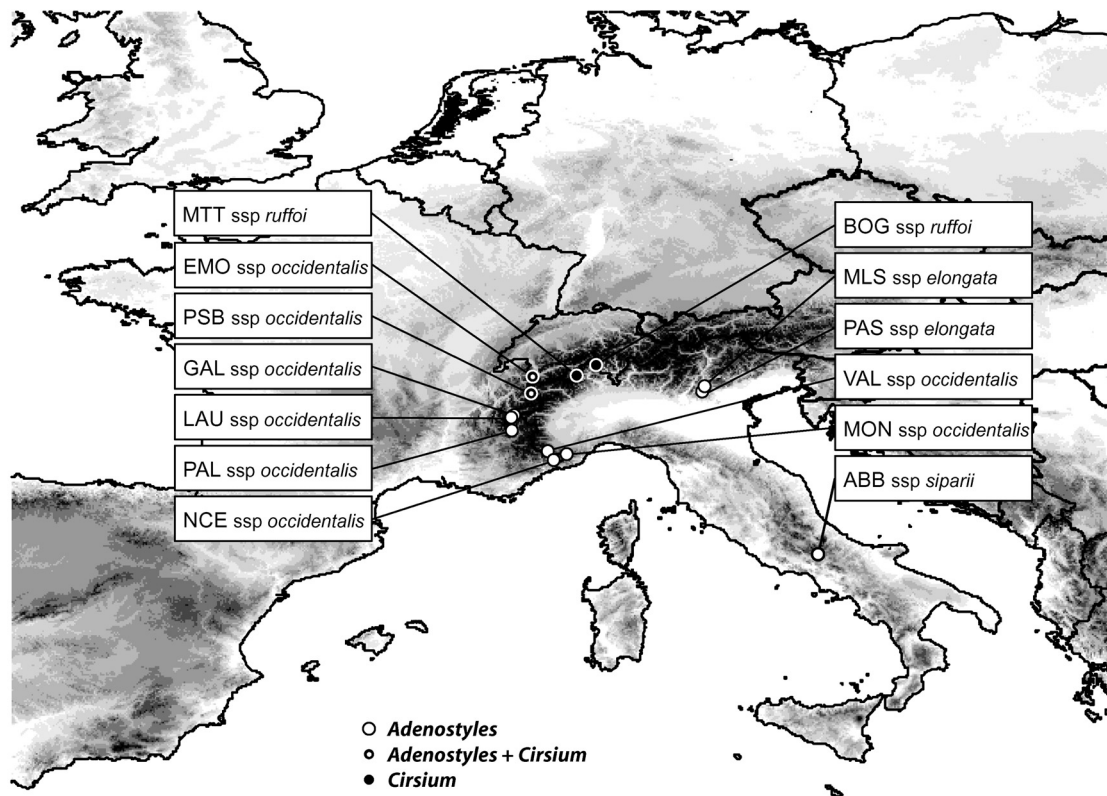 MTT ssp ruffoi
EMO ssp occidentalis
PSB ssp occidentalis
GAL ssp occidentalis
LAU ssp occidentalis
PAL ssp occidentalis
NCE ssp occidentalis
BOG ssp ruffoi
MLS ssp elongata
PAS ssp elongata
VAL ssp occidentalis
MON ssp occidentalis
ABB ssp siparii
Adenostyles
Adenostyles + Cirsium
Cirsium